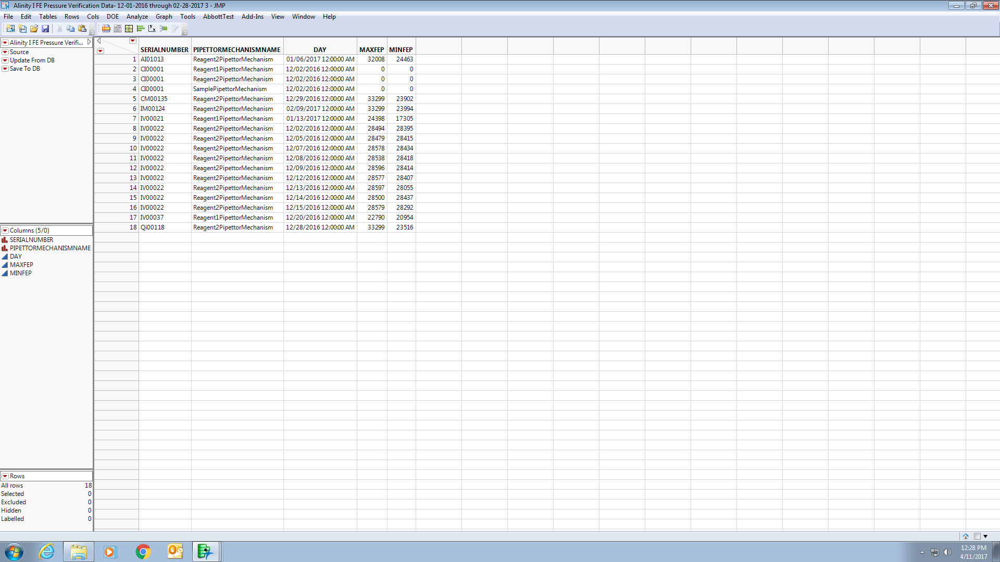 Alinity I FE Pressure Verification Data- 12-01-2016 through 02-28-2017 3 - JMP
File Edit Tables Rows Cols DOE Analyze Graph Tools AbbottTest Add-Ins View Window Help
Alinity I FE Pressure Verifi...
Source
Update From DB
Save To DB
SERIALNUMBER PIPETTORMECHANISMNAME DAY MAXFEP MINFEP
1 AI01013 Reagent2PipettorMechanism 01/06/2017 12:00:00 AM 32008 24463
2 CI00001 Reagent1PipettorMechanism 12/02/2016 12:00:00 AM 0 0
3 CI00001 Reagent2PipettorMechanism 12/02/2016 12:00:00 AM 0 0
4 CI00001 SamplePipettorMechanism 12/02/2016 12:00:00 AM 0 0
5 CM00135 Reagent2PipettorMechanism 12/29/2016 12:00:00 AM 33299 23902
6 IM00124 Reagent2PipettorMechanism 02/09/2017 12:00:00 AM 33299 23994
7 IV00021 Reagent1PipettorMechanism 01/13/2017 12:00:00 AM 24398 17305
8 IV00022 Reagent2PipettorMechanism 12/02/2016 12:00:00 AM 28494 28395
9 IV00022 Reagent2PipettorMechanism 12/05/2016 12:00:00 AM 28479 28415
10 IV00022 Reagent2PipettorMechanism 12/07/2016 12:00:00 AM 28578 28434
11 IV00022 Reagent2PipettorMechanism 12/08/2016 12:00:00 AM 28538 28418
12 IV00022 Reagent2PipettorMechanism 12/09/2016 12:00:00 AM 28596 28414
13 IV00022 Reagent2PipettorMechanism 12/12/2016 12:00:00 AM 28577 28407
14 IV00022 Reagent2PipettorMechanism 12/13/2016 12:00:00 AM 28597 28055
15 IV00022 Reagent2PipettorMechanism 12/14/2016 12:00:00 AM 28500 28437
16 IV00022 Reagent2PipettorMechanism 12/15/2016 12:00:00 AM 28579 28292
17 IV00037 Reagent1PipettorMechanism 12/20/2016 12:00:00 AM 22790 20954
18 Qi00118 Reagent2PipettorMechanism 12/28/2016 12:00:00 AM 33299 23516
Columns (5/0)
SERIALNUMBER
PIPETTORMECHANISMNAME
DAY
MAXFEP
MINFEP
Rows
All rows 18
Selected 0
Excluded 0
Hidden 0
Labelled 0
12:28 PM
4/11/2017